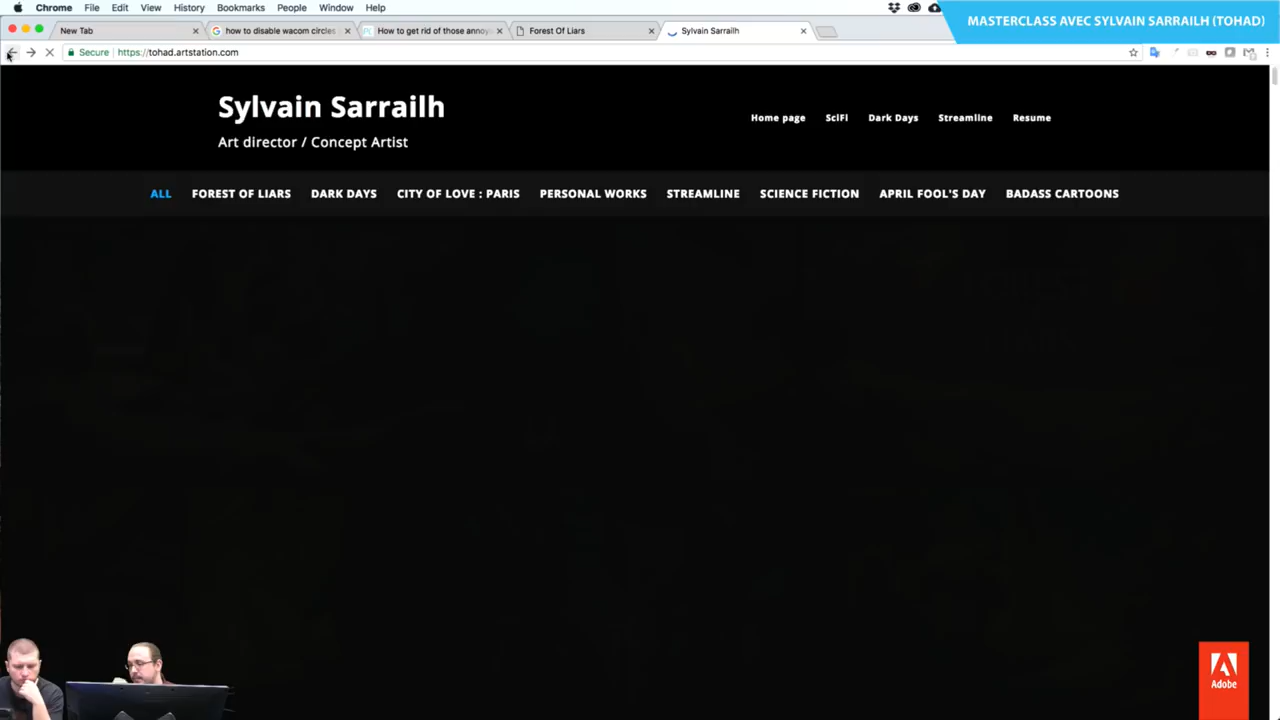 Chrome File Edit View History Bookmarks People Window Help
MASTERCLASS AVEC SYLVAIN SARRAILH (TOHAD)
New Tab
how to disable wacom circles
How to get rid of those annoy
Forest Of Liars
Sylvain Sarrailh
Secure https://tohad.artstation.com
Sylvain Sarrailh
Art director / Concept Artist
Home page SciFi Dark Days Streamline Resume
ALL FOREST OF LIARS DARK DAYS CITY OF LOVE : PARIS PERSONAL WORKS STREAMLINE SCIENCE FICTION APRIL FOOL'S DAY BADASS CARTOONS
Adobe